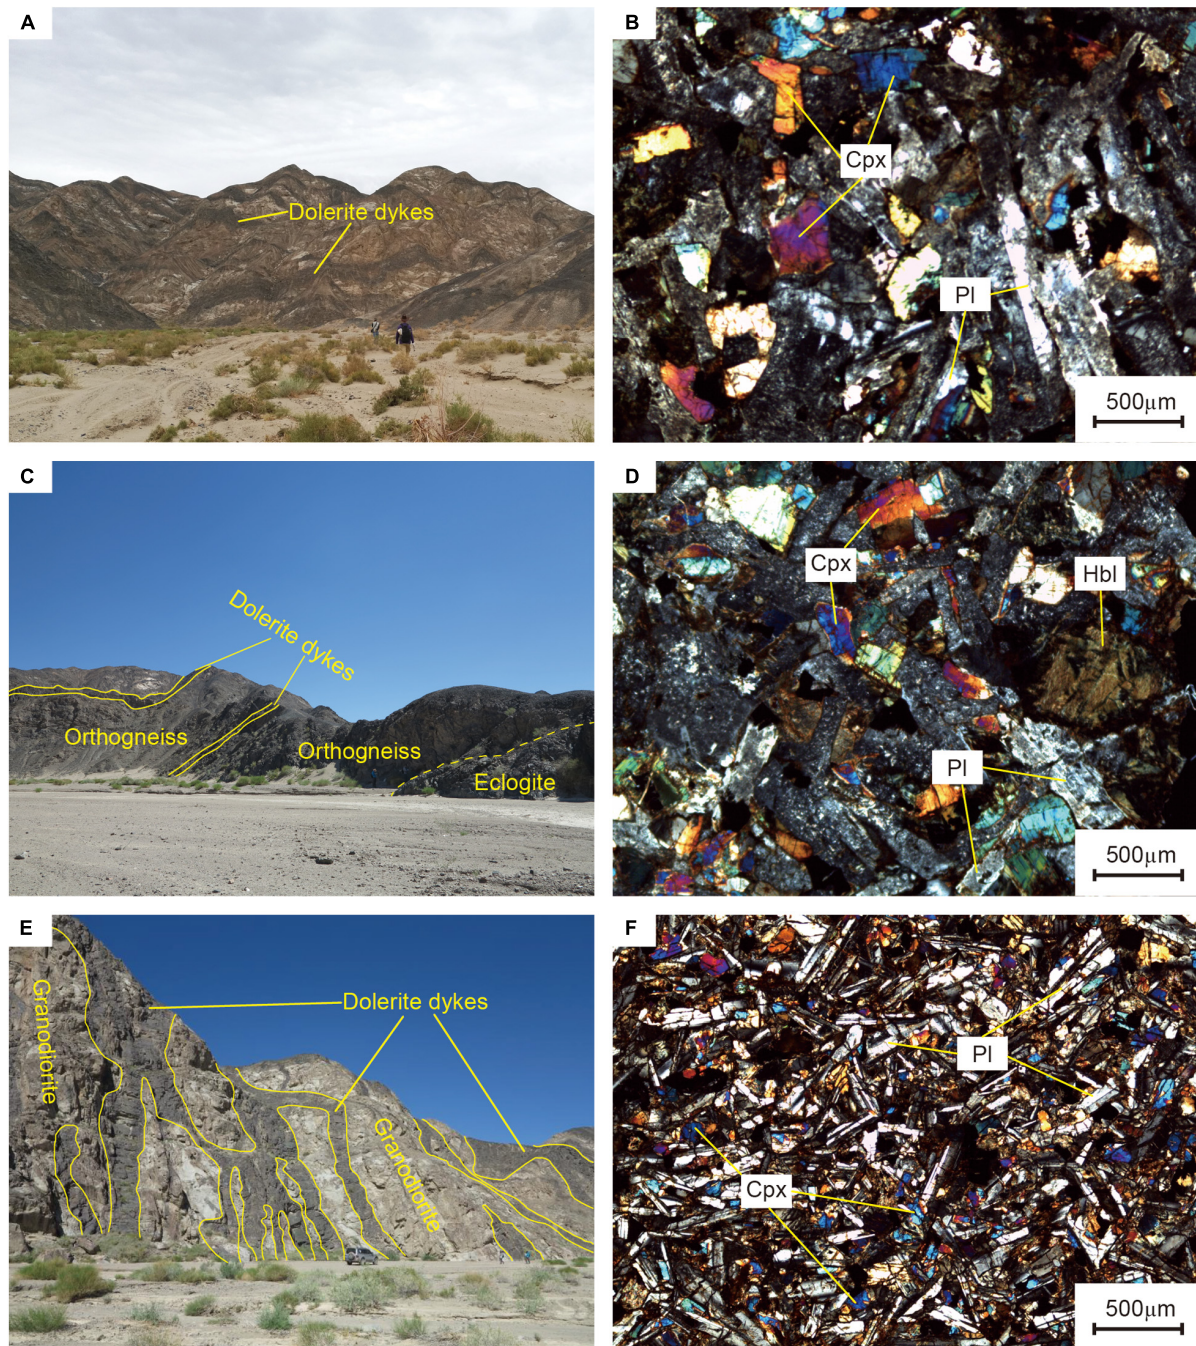 A
Dolerite dykes
B
Cpx
Pl
500μm
C
Dolerite dykes
Orthogneiss
Orthogneiss
Eclogite
D
Cpx
Hbl
Pl
500μm
E
Granodiorite
Dolerite dykes
Granodiorite
F
Pl
Cpx
500μm